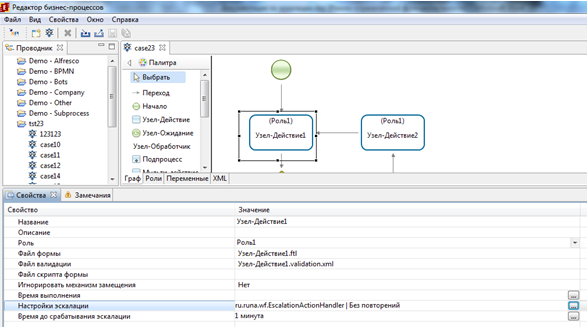 Редактор бизнес-процессов
Файл Вид Свойства Окно Справка
Проводник
case23
Demo - Alfresco
Demo - BPMN
Demo - Bots
Demo - Company
Demo - Other
Demo - Subprocess
tst23
123123
case10
case11
case12
case14
Палитра
Выбрать
Переход
Начало
Узел-Действие
Узел-Ожидание
Узел-Обработчик
Подпроцесс
(Роль1)
Узел-Действие1
(Роль1)
Узел-Действие2
Граф Роли Переменные XML
Свойства Замечания
Свойство Значение
Название Узел-Действие1
Описание
Роль Роль1
Файл формы Узел-Действие1.ftl
Файл валидации Узел-Действие1.validation.xml
Файл скрипта формы
Игнорировать механизм замещения Нет
Время выполнения
Настройки эскалации ru.runa.wf.EscalationActionHandler | Без повторений
Время до срабатывания эскалации 1 минута